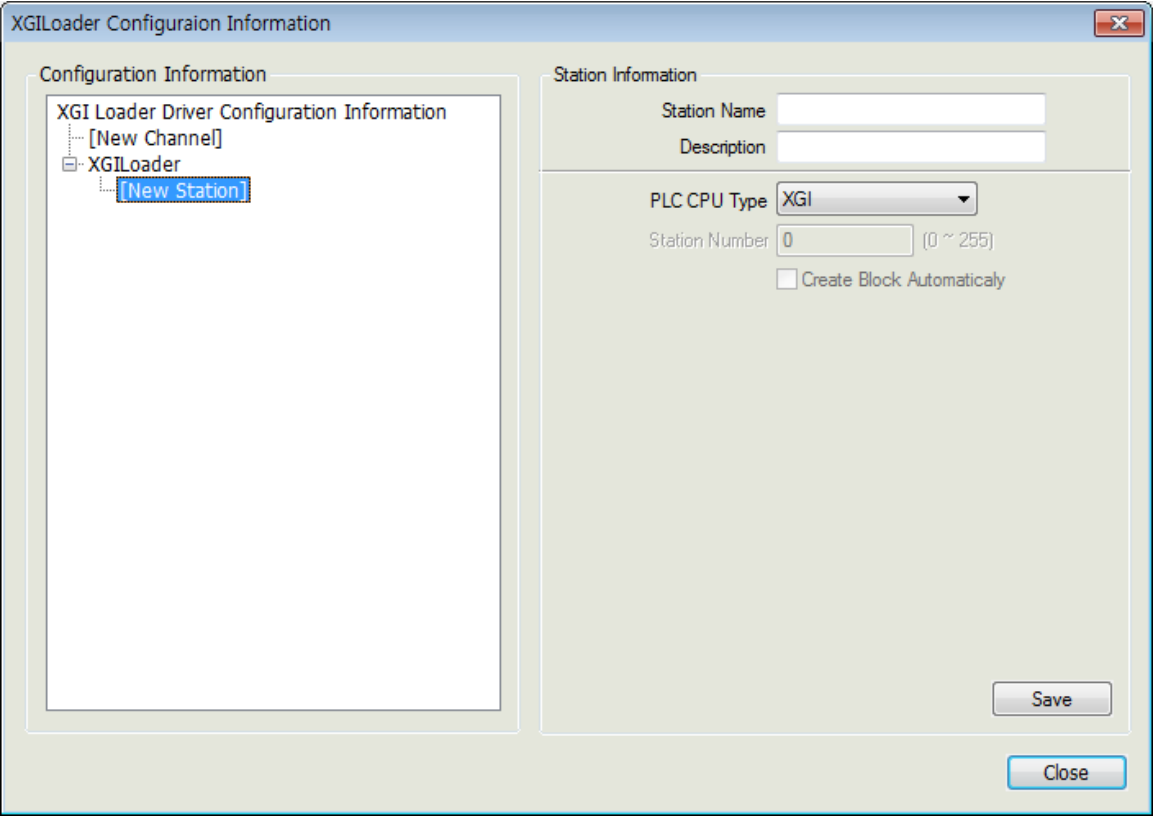 XGILoader Configuraion Information
Configuration Information
XGI Loader Driver Configuration Information
[New Channel]
XGILoader
[New Station]
Station Information
Station Name
Description
PLC CPU Type XGI
Station Number 0 (0 ~ 255)
Create Block Automaticaly
Save
Close